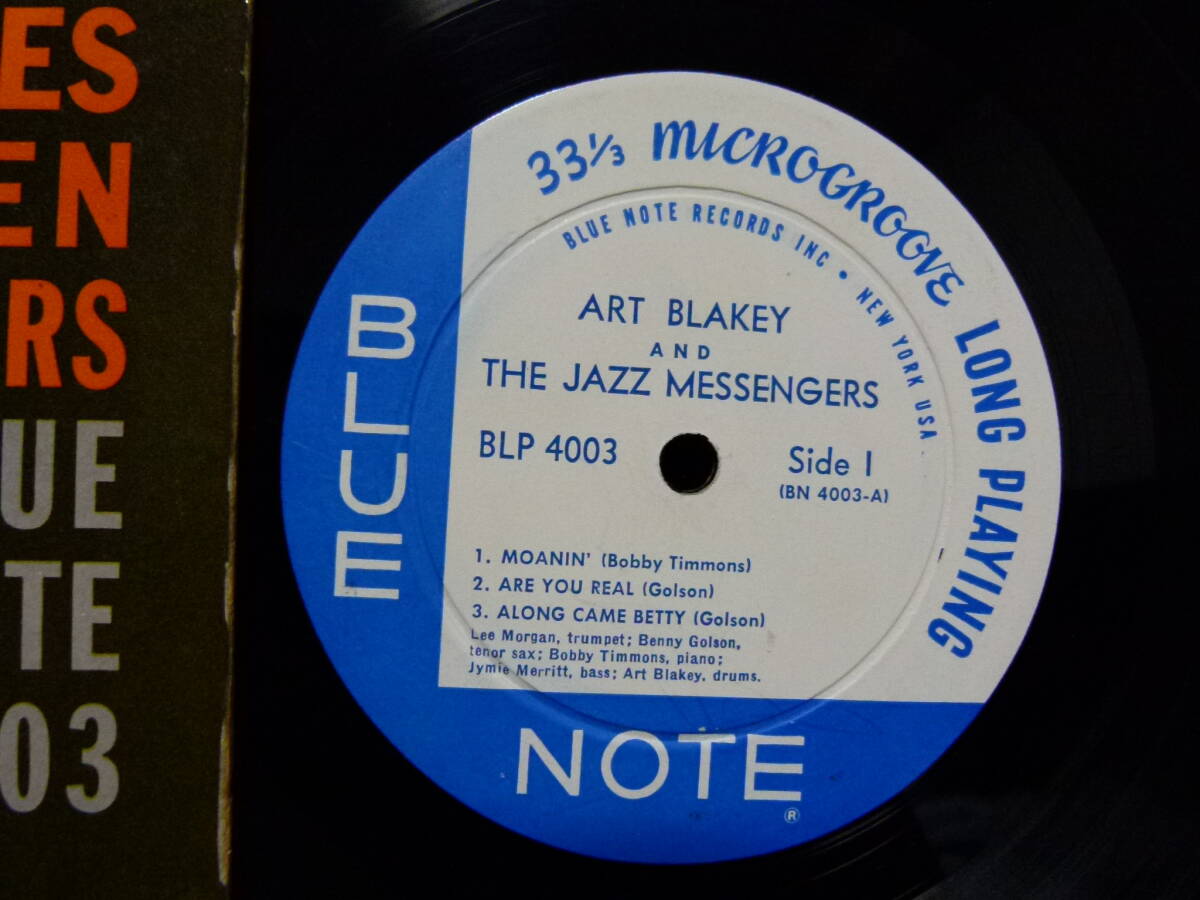 ES
EN
RS
UE
TE
03
33⅓ MICROGROOVE LONG PLAYING
BLUE NOTE RECORDS INC • NEW YORK USA
ART BLAKEY
AND
THE JAZZ MESSENGERS
BLP 4003
Side 1
(BN 4003-A)
1. MOANIN' (Bobby Timmons)
2. ARE YOU REAL (Golson)
3. ALONG CAME BETTY (Golson)
Lee Morgan, trumpet; Benny Golson,
tenor sax; Bobby Timmons, piano;
Jymie Merritt, bass; Art Blakey, drums.
BLUE
NOTE
®